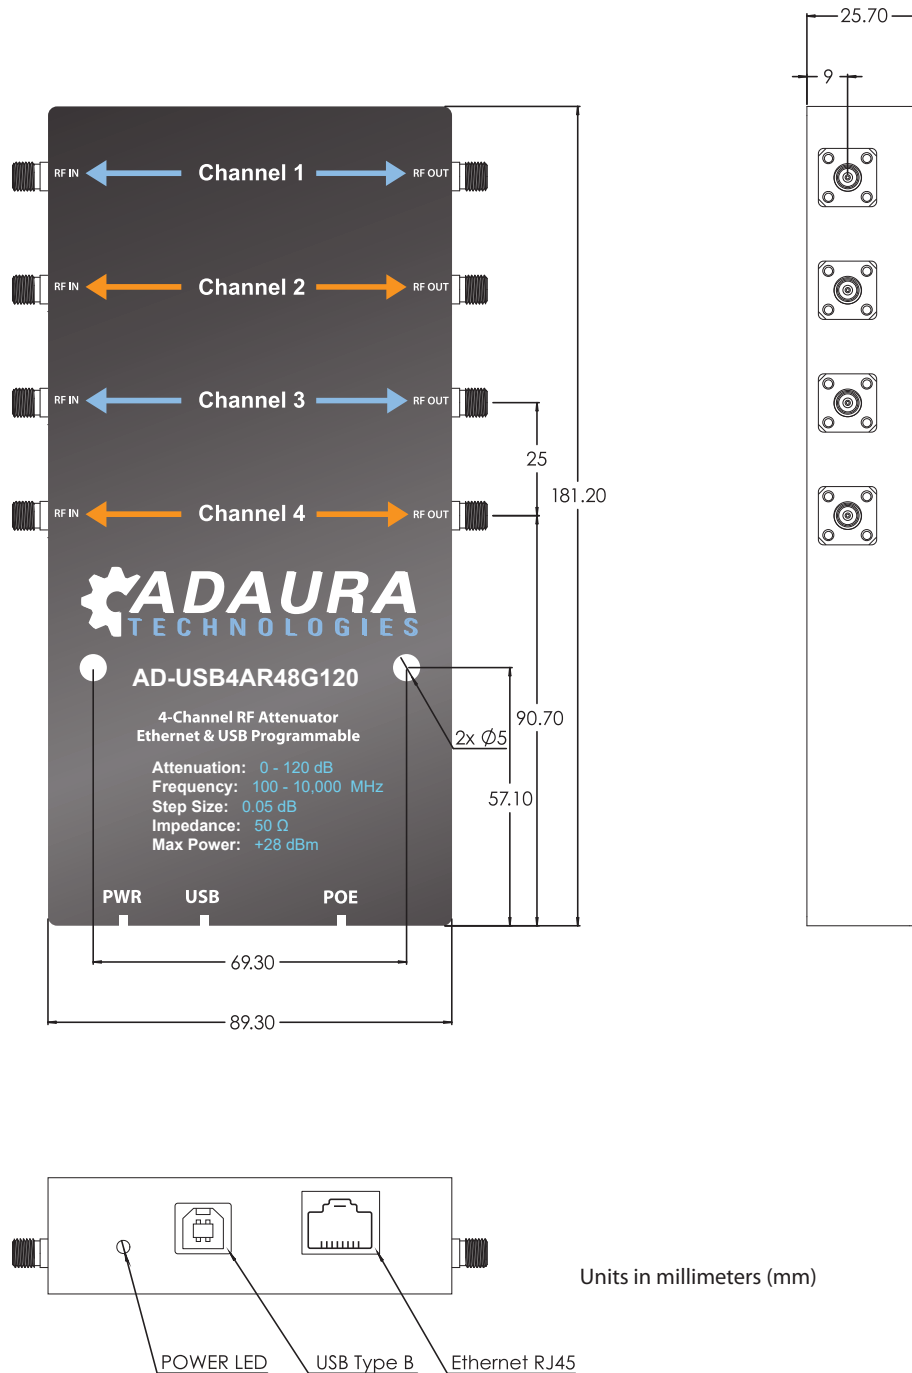 25.70
9
RF IN Channel 1 RF OUT
RF IN Channel 2 RF OUT
RF IN Channel 3 RF OUT
25
181.20
RF IN Channel 4 RF OUT
ADAURA
TECHNOLOGIES
AD-USB4AR48G120
90.70
4-Channel RF Attenuator
Ethernet & USB Programmable
2x Ø5
Attenuation: 0 - 120 dB
Frequency: 100 - 10,000 MHz
57.10
Step Size: 0.05 dB
Impedance: 50 Ω
Max Power: +28 dBm
PWR USB POE
69.30
89.30
Units in millimeters (mm)
POWER LED USB Type B Ethernet RJ45